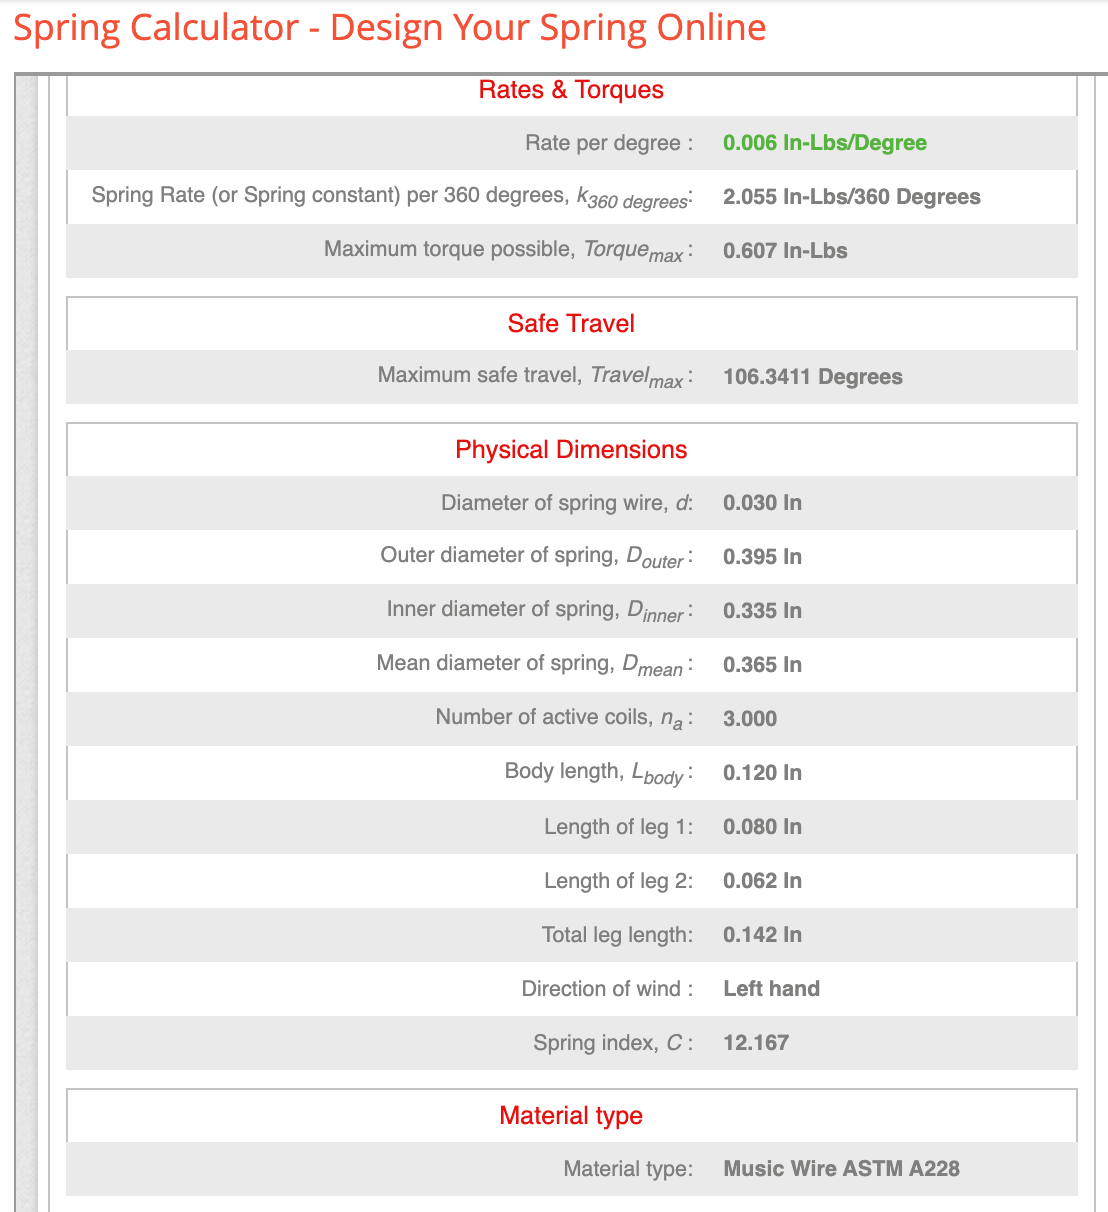 Spring Calculator - Design Your Spring Online
Rates & Torques
Rate per degree : 0.006 In-Lbs/Degree
Spring Rate (or Spring constant) per 360 degrees, k360 degrees: 2.055 In-Lbs/360 Degrees
Maximum torque possible, Torquemax : 0.607 In-Lbs
Safe Travel
Maximum safe travel, Travelmax : 106.3411 Degrees
Physical Dimensions
Diameter of spring wire, d: 0.030 In
Outer diameter of spring, Douter : 0.395 In
Inner diameter of spring, Dinner : 0.335 In
Mean diameter of spring, Dmean : 0.365 In
Number of active coils, na : 3.000
Body length, Lbody : 0.120 In
Length of leg 1: 0.080 In
Length of leg 2: 0.062 In
Total leg length: 0.142 In
Direction of wind : Left hand
Spring index, C : 12.167
Material type
Material type: Music Wire ASTM A228